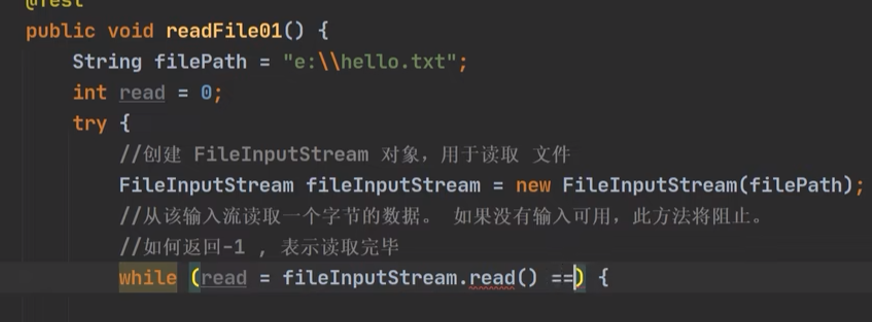 @Test
public void readFile01() {
String filePath = "e:\\hello.txt";
int read = 0;
try {
//创建 FileInputStream 对象，用于读取 文件
FileInputStream fileInputStream = new FileInputStream(filePath);
//从该输入流读取一个字节的数据。 如果没有输入可用，此方法将阻止。
//如何返回-1 , 表示读取完毕
while (read = fileInputStream.read() ==) {